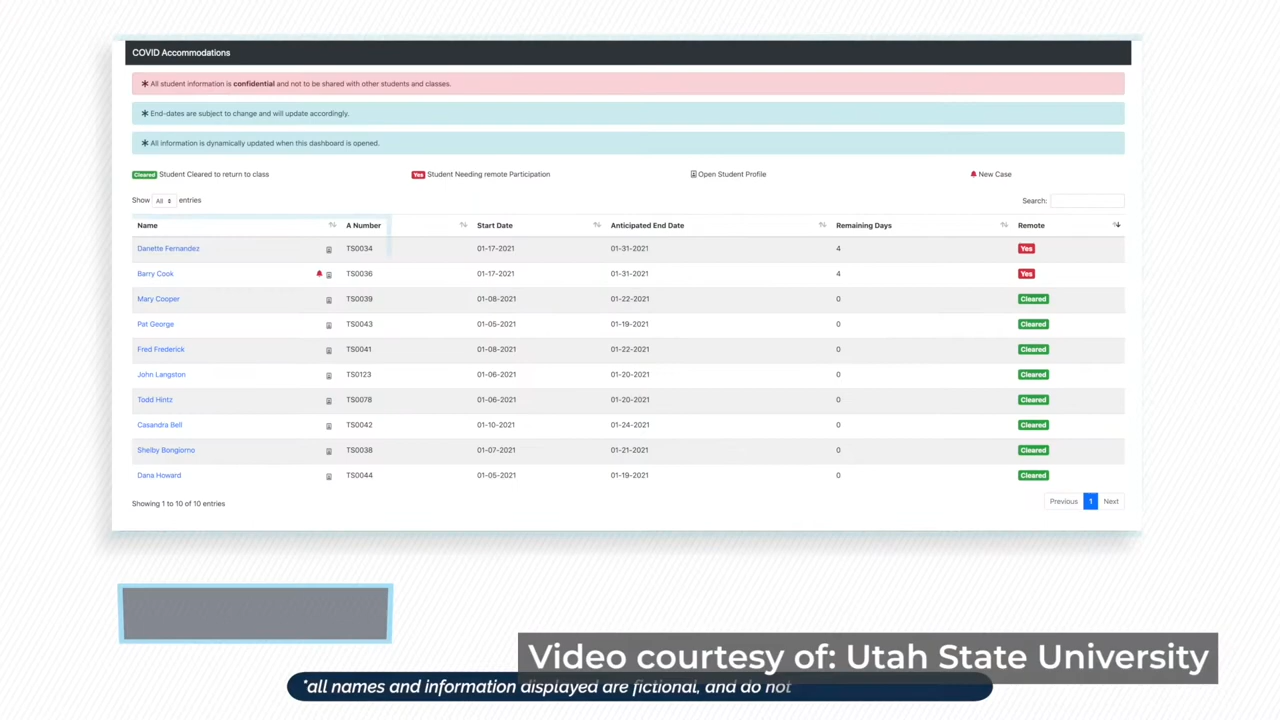 COVID Accommodations
* All student information is confidential and not to be shared with other students and classes.
* End-dates are subject to change and will update accordingly.
* All information is dynamically updated when this dashboard is opened.
Cleared Student Cleared to return to class Yes Student Needing remote Participation Open Student Profile New Case
Show All entries Search:
Name A Number Start Date Anticipated End Date Remaining Days Remote
Danette Fernandez TS0034 01-17-2021 01-31-2021 4 Yes
Barry Cook TS0036 01-17-2021 01-31-2021 4 Yes
Mary Cooper TS0039 01-08-2021 01-22-2021 0 Cleared
Pat George TS0043 01-05-2021 01-19-2021 0 Cleared
Fred Frederick TS0041 01-08-2021 01-22-2021 0 Cleared
John Langston TS0123 01-06-2021 01-20-2021 0 Cleared
Todd Hintz TS0078 01-06-2021 01-20-2021 0 Cleared
Casandra Bell TS0042 01-10-2021 01-24-2021 0 Cleared
Shelby Bongiorno TS0038 01-07-2021 01-21-2021 0 Cleared
Dana Howard TS0044 01-05-2021 01-19-2021 0 Cleared
Showing 1 to 10 of 10 entries Previous 1 Next
Video courtesy of: Utah State University
*all names and information displayed are fictional, and do not